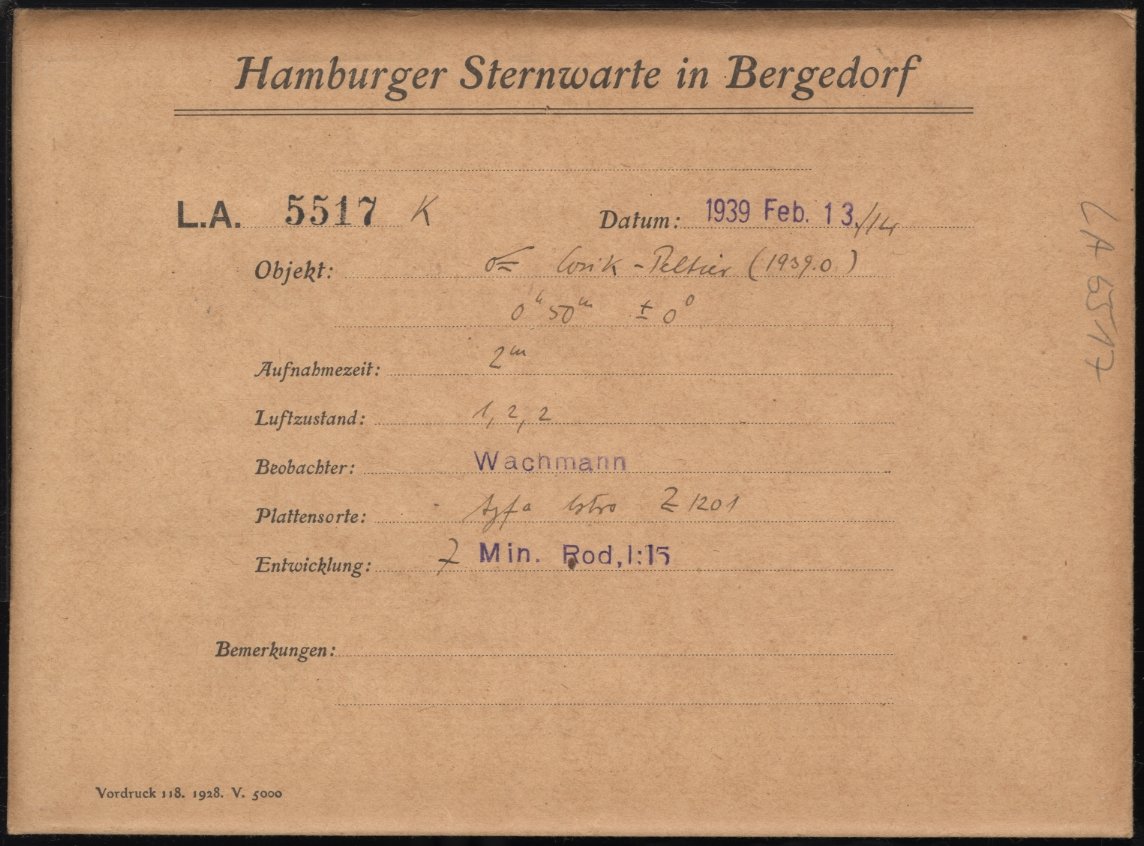 Hamburger Sternwarte in Bergedorf
L.A. 5517 K Datum: 1939 Feb. 13./14
Objekt: ☄ Cosik-Peltier (1939.0)
0ʰ 50ᵐ ± 0⁰
Aufnahmezeit: 2ᵐ
Luftzustand: 1, 2, 2
Beobachter: Wachmann
Plattensorte: Agfa Astro Z 1201
Entwicklung: 7 Min. Rod, 1:15
Bemerkungen:
Vordruck 118. 1928. V. 5000
LA 5517